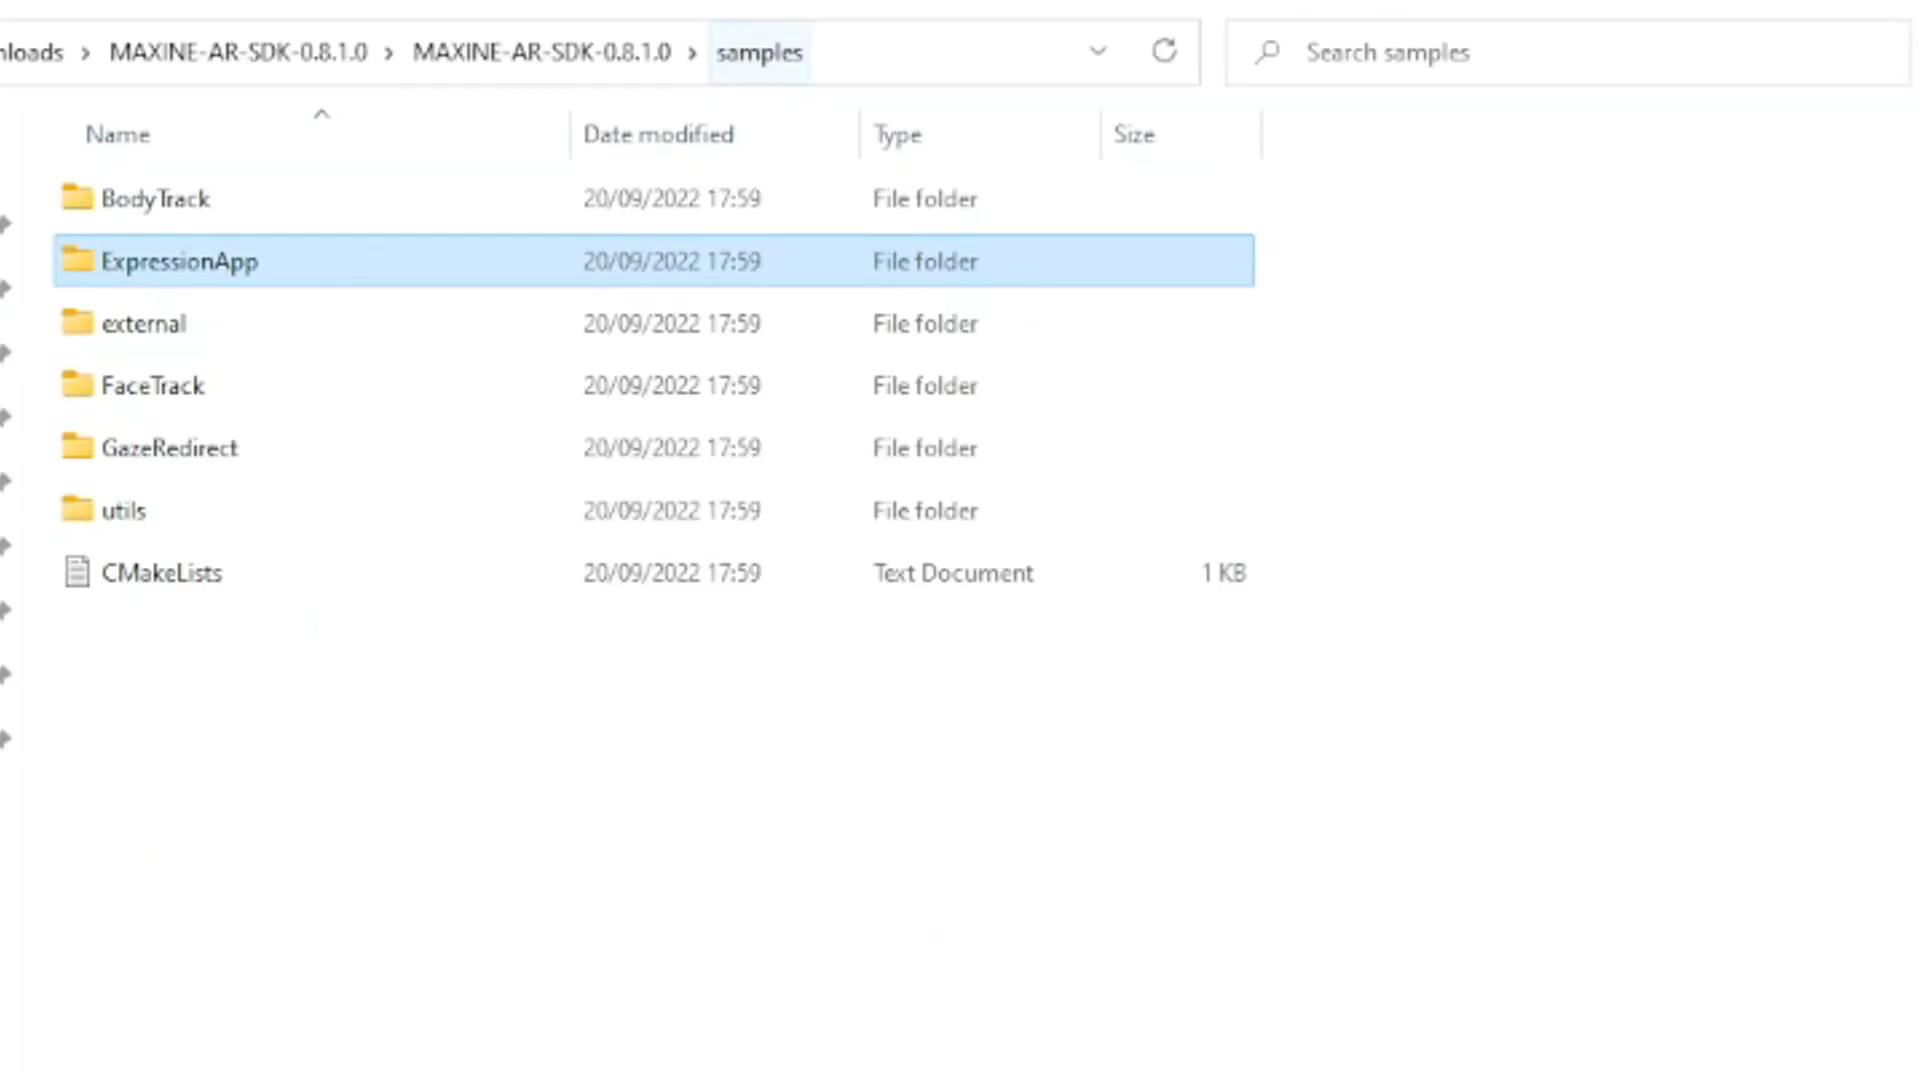 nloads > MAXINE-AR-SDK-0.8.1.0 > MAXINE-AR-SDK-0.8.1.0 > samples Search samples
Name Date modified Type Size
BodyTrack 20/09/2022 17:59 File folder
ExpressionApp 20/09/2022 17:59 File folder
external 20/09/2022 17:59 File folder
FaceTrack 20/09/2022 17:59 File folder
GazeRedirect 20/09/2022 17:59 File folder
utils 20/09/2022 17:59 File folder
CMakeLists 20/09/2022 17:59 Text Document 1 KB